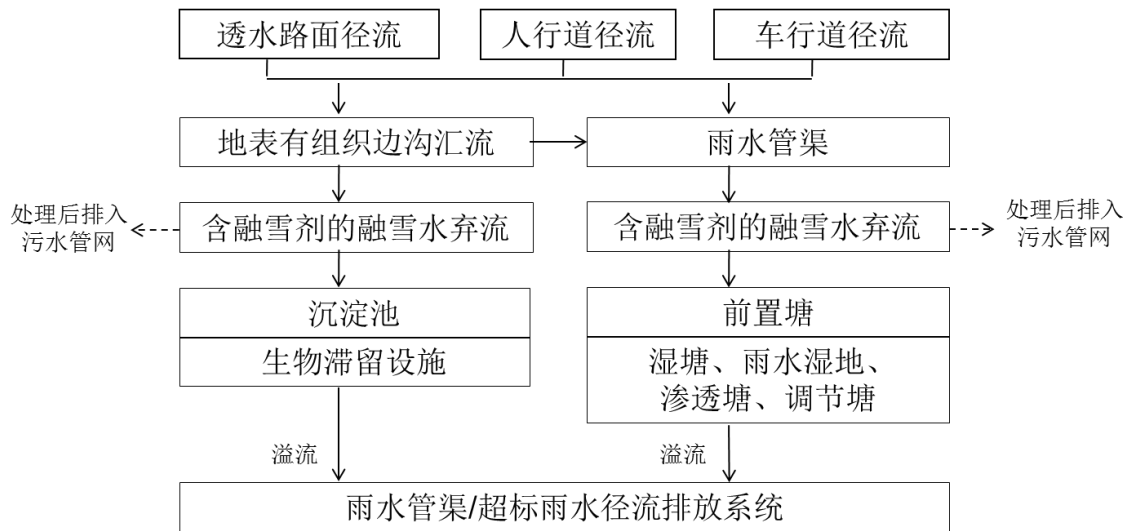 透水路面径流
人行道径流
车行道径流
地表有组织边沟汇流
雨水管渠
处理后排入
污水管网
含融雪剂的融雪水弃流
含融雪剂的融雪水弃流
处理后排入
污水管网
沉淀池
前置塘
生物滞留设施
湿塘、雨水湿地、
渗透塘、调节塘
溢流
溢流
雨水管渠/超标雨水径流排放系统